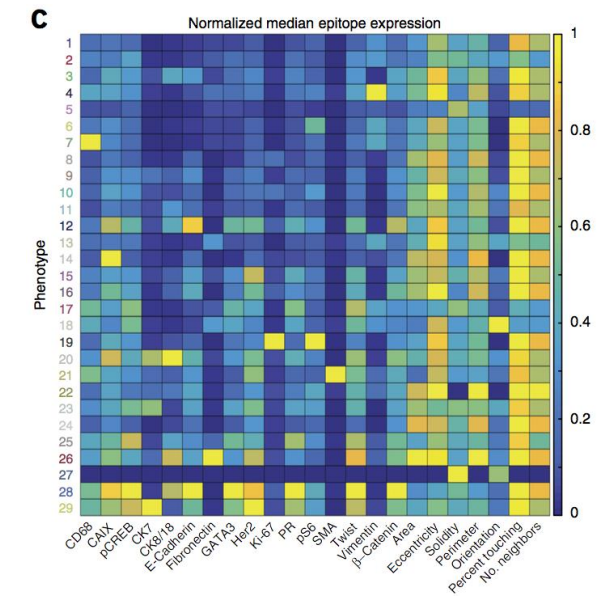 C
Normalized median epitope expression
Phenotype
1
2
3
4
5
6
7
8
9
10
11
12
13
14
15
16
17
18
19
20
21
22
23
24
25
26
27
28
29
1
0.8
0.6
0.4
0.2
0
CD68
CAIX
pCREB
CK7
CK8/18
E-Cadherin
Fibronectin
GATA3
Her2
Ki-67
PR
pS6
SMA
Twist
Vimentin
β–Catenin
Area
Eccentricity
Solidity
Perimeter
Orientation
Percent touching
No. neighbors